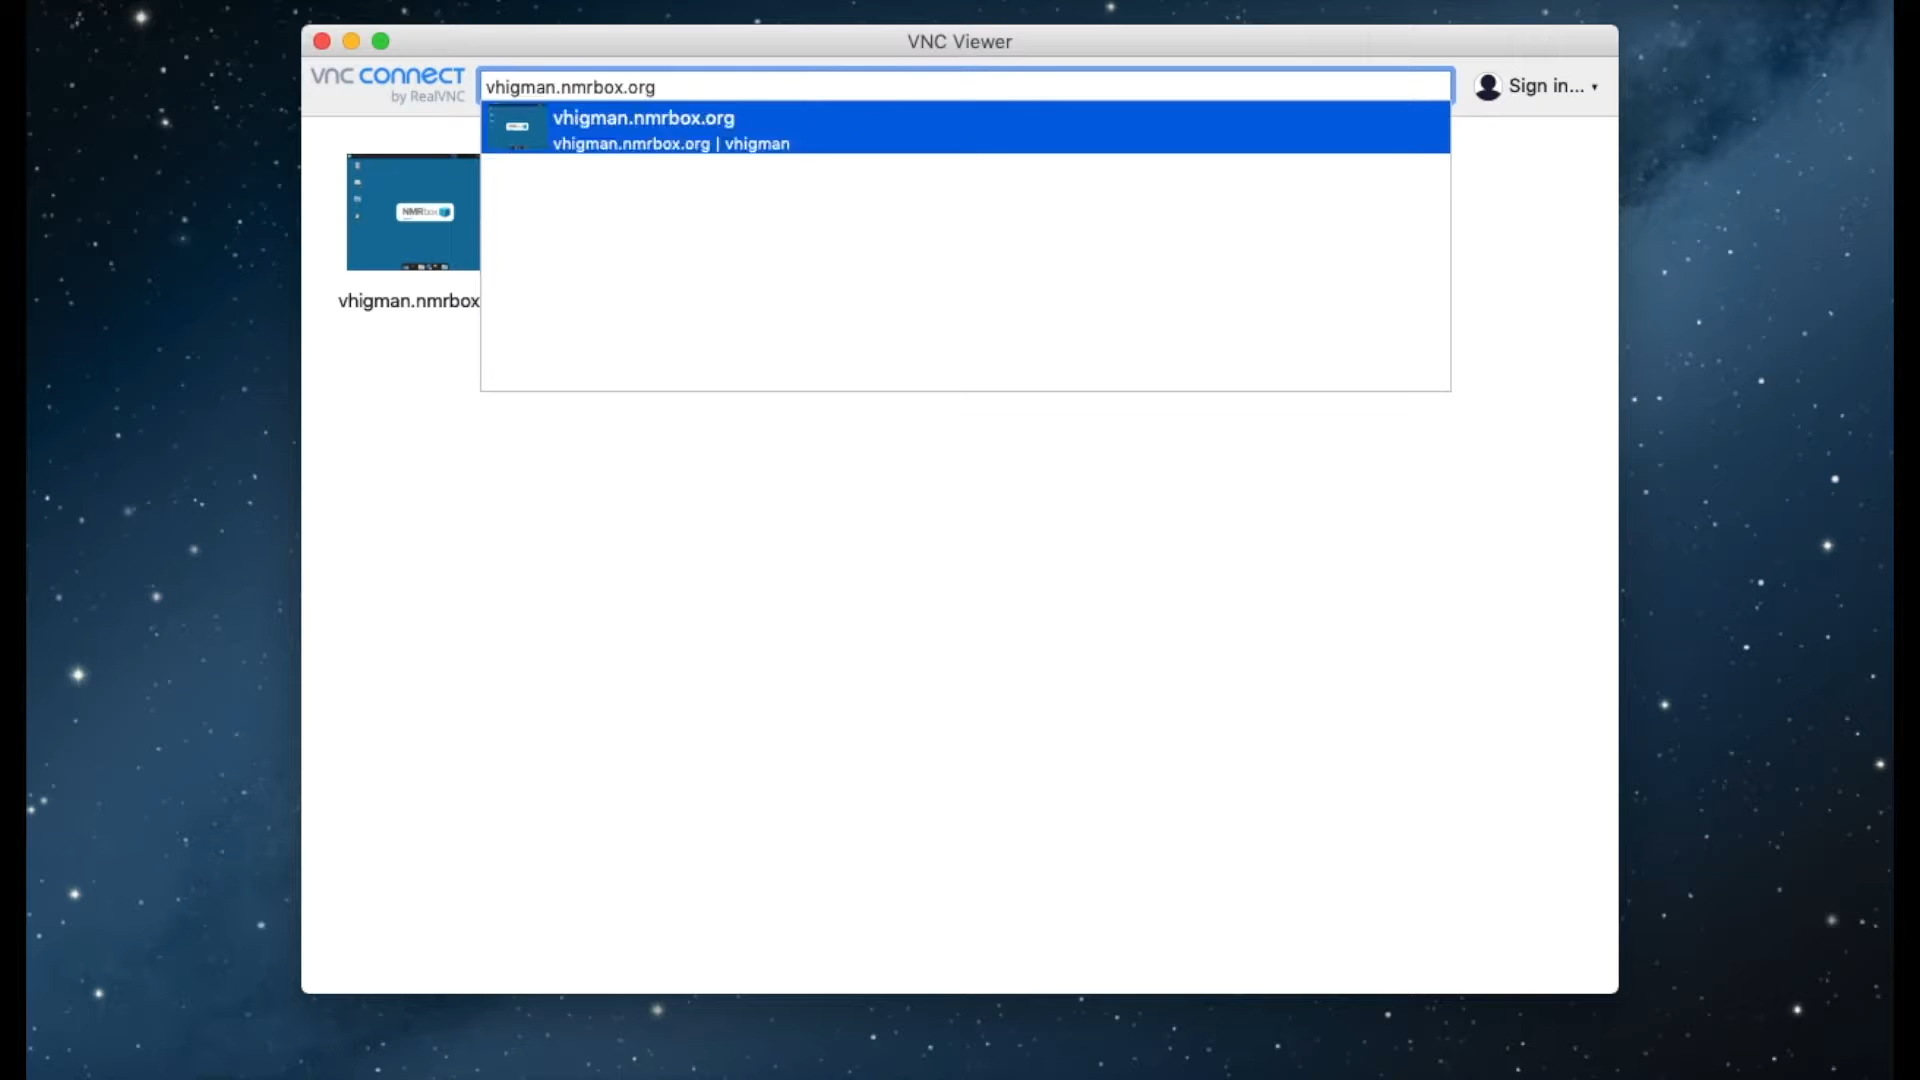 VNC Viewer
vnc connect
by RealVNC
vhigman.nmrbox.org
Sign in...
vhigman.nmrbox.org
vhigman.nmrbox.org | vhigman
NMRbox
vhigman.nmrbox